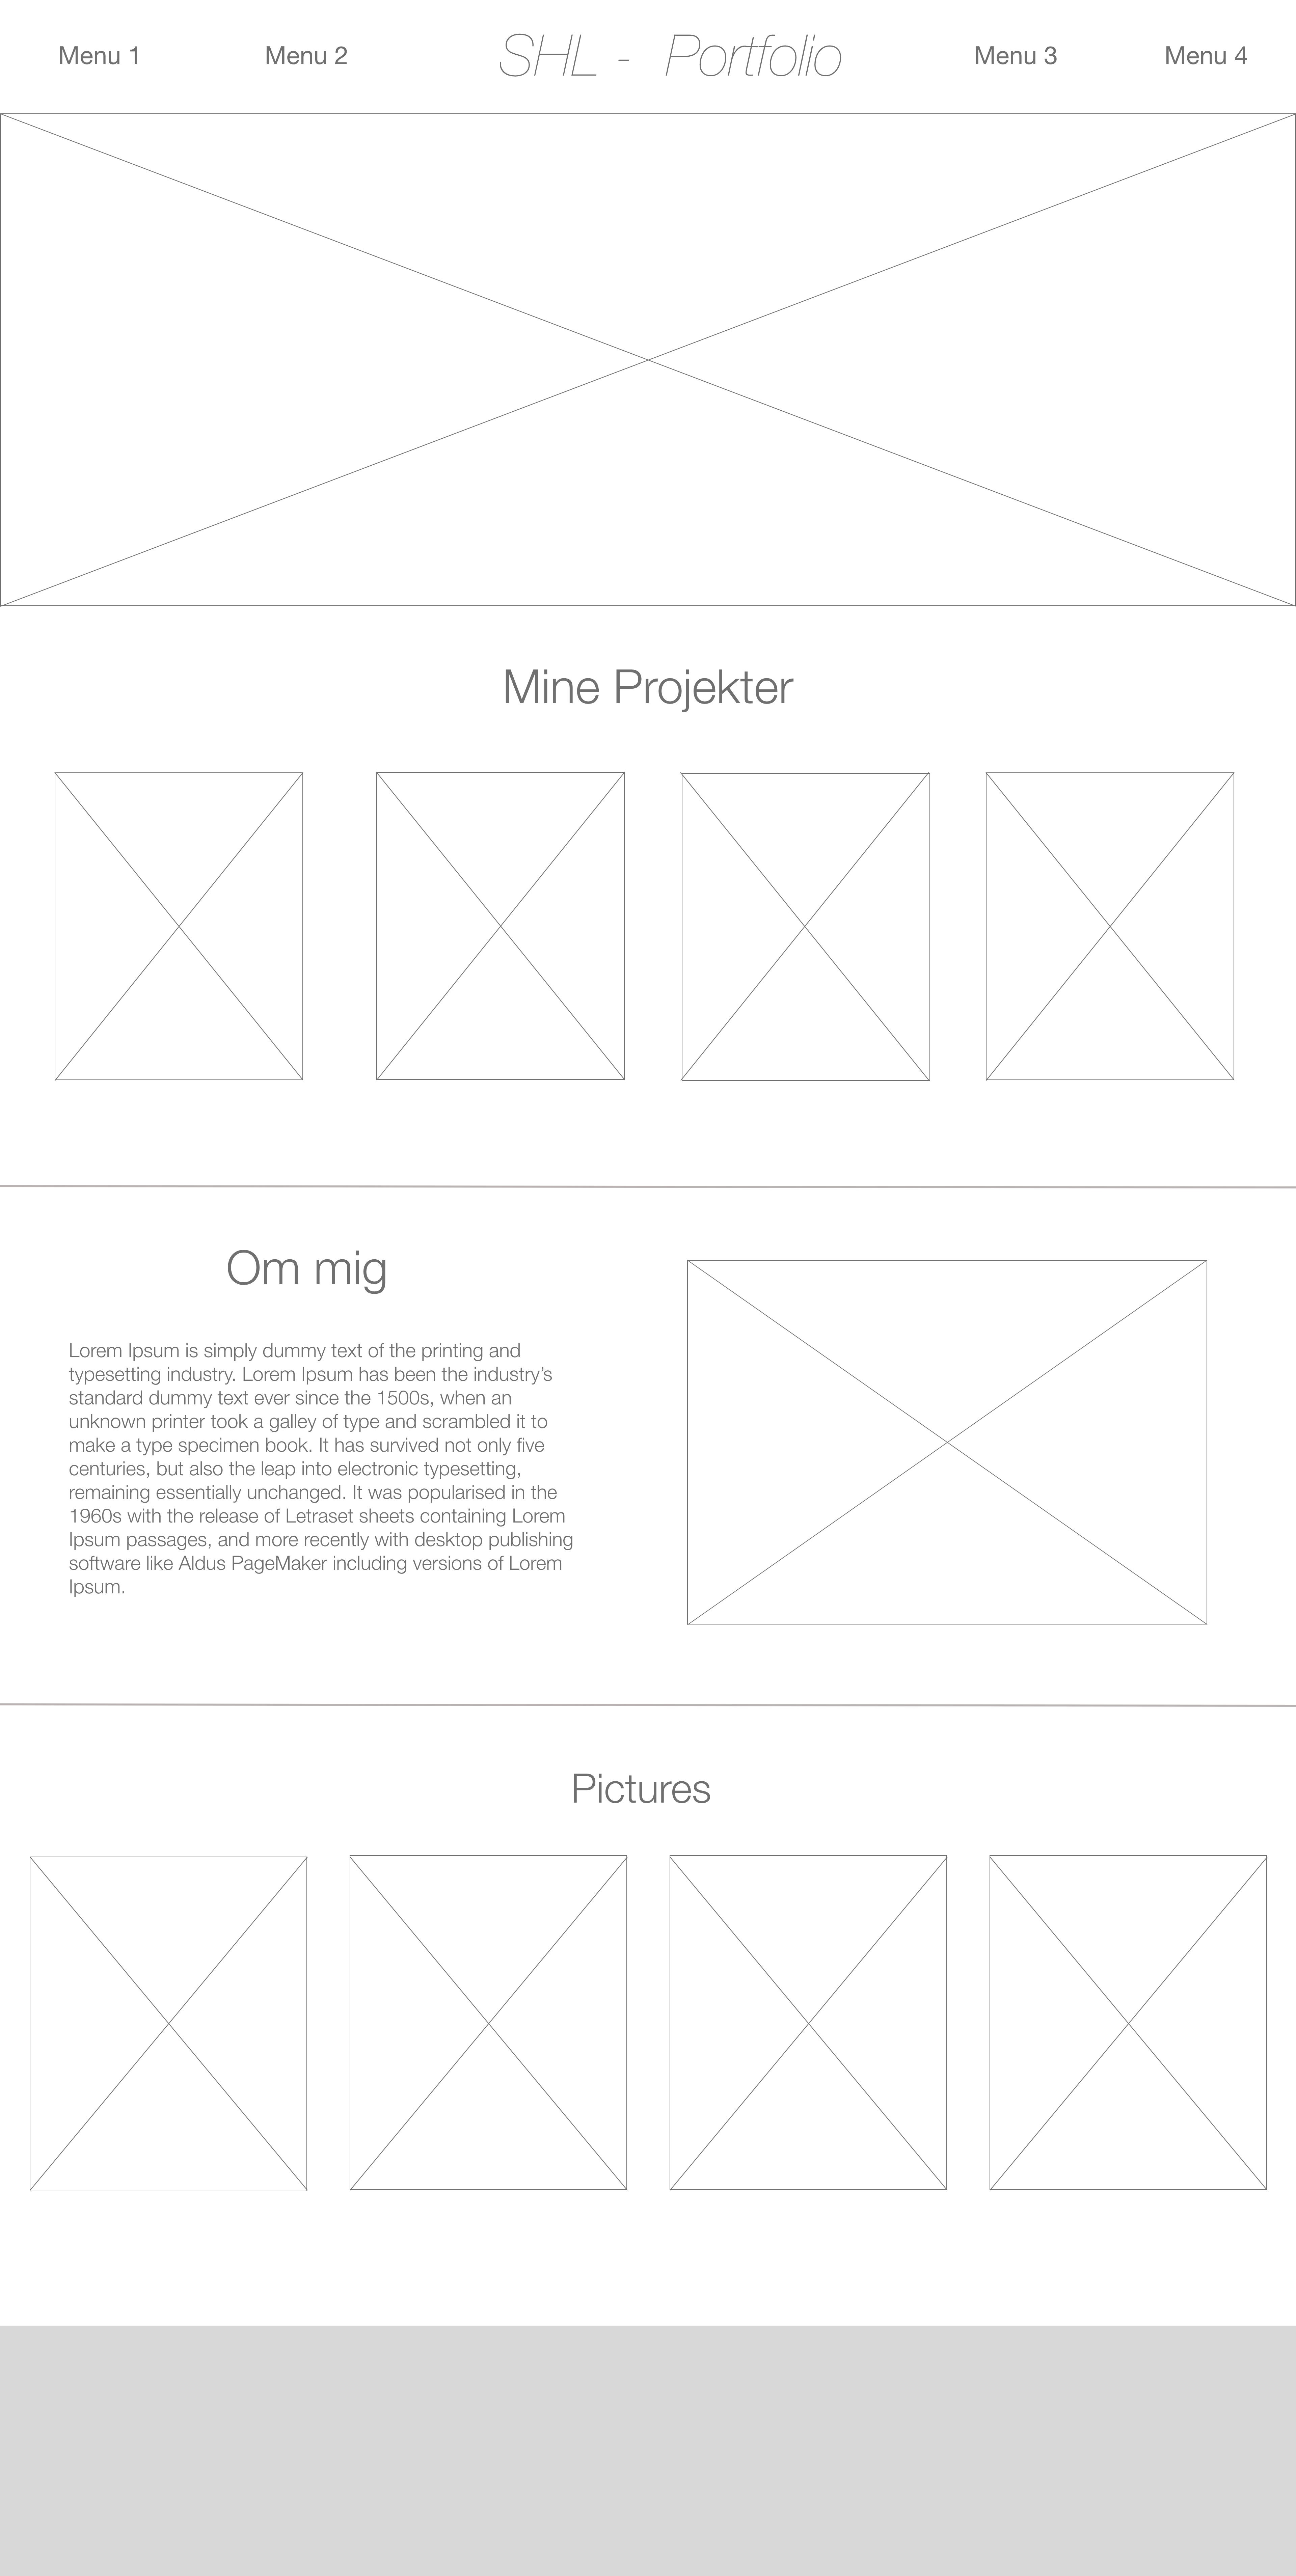 Menu 1 Menu 2 SHL - Portfolio Menu 3 Menu 4
Mine Projekter
Om mig
Lorem Ipsum is simply dummy text of the printing and
typesetting industry. Lorem Ipsum has been the industry’s
standard dummy text ever since the 1500s, when an
unknown printer took a galley of type and scrambled it to
make a type specimen book. It has survived not only five
centuries, but also the leap into electronic typesetting,
remaining essentially unchanged. It was popularised in the
1960s with the release of Letraset sheets containing Lorem
Ipsum passages, and more recently with desktop publishing
software like Aldus PageMaker including versions of Lorem
Ipsum.
Pictures